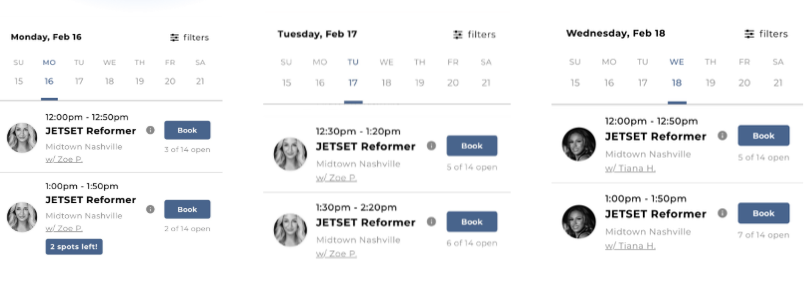 Monday, Feb 16
filters
SU MO TU WE TH FR SA
15 16 17 18 19 20 21
12:00pm - 12:50pm
JETSET Reformer
Book
Midtown Nashville
3 of 14 open
w/ Zoe P.
1:00pm - 1:50pm
JETSET Reformer
Book
Midtown Nashville
2 of 14 open
w/ Zoe P.
2 spots left!
Tuesday, Feb 17
filters
SU MO TU WE TH FR SA
15 16 17 18 19 20 21
12:30pm - 1:20pm
JETSET Reformer
Book
Midtown Nashville
5 of 14 open
w/ Zoe P.
1:30pm - 2:20pm
JETSET Reformer
Book
Midtown Nashville
6 of 14 open
w/ Zoe P.
Wednesday, Feb 18
filters
SU MO TU WE TH FR SA
15 16 17 18 19 20 21
12:00pm - 12:50pm
JETSET Reformer
Book
Midtown Nashville
5 of 14 open
w/ Tiana H.
1:00pm - 1:50pm
JETSET Reformer
Book
Midtown Nashville
7 of 14 open
w/ Tiana H.